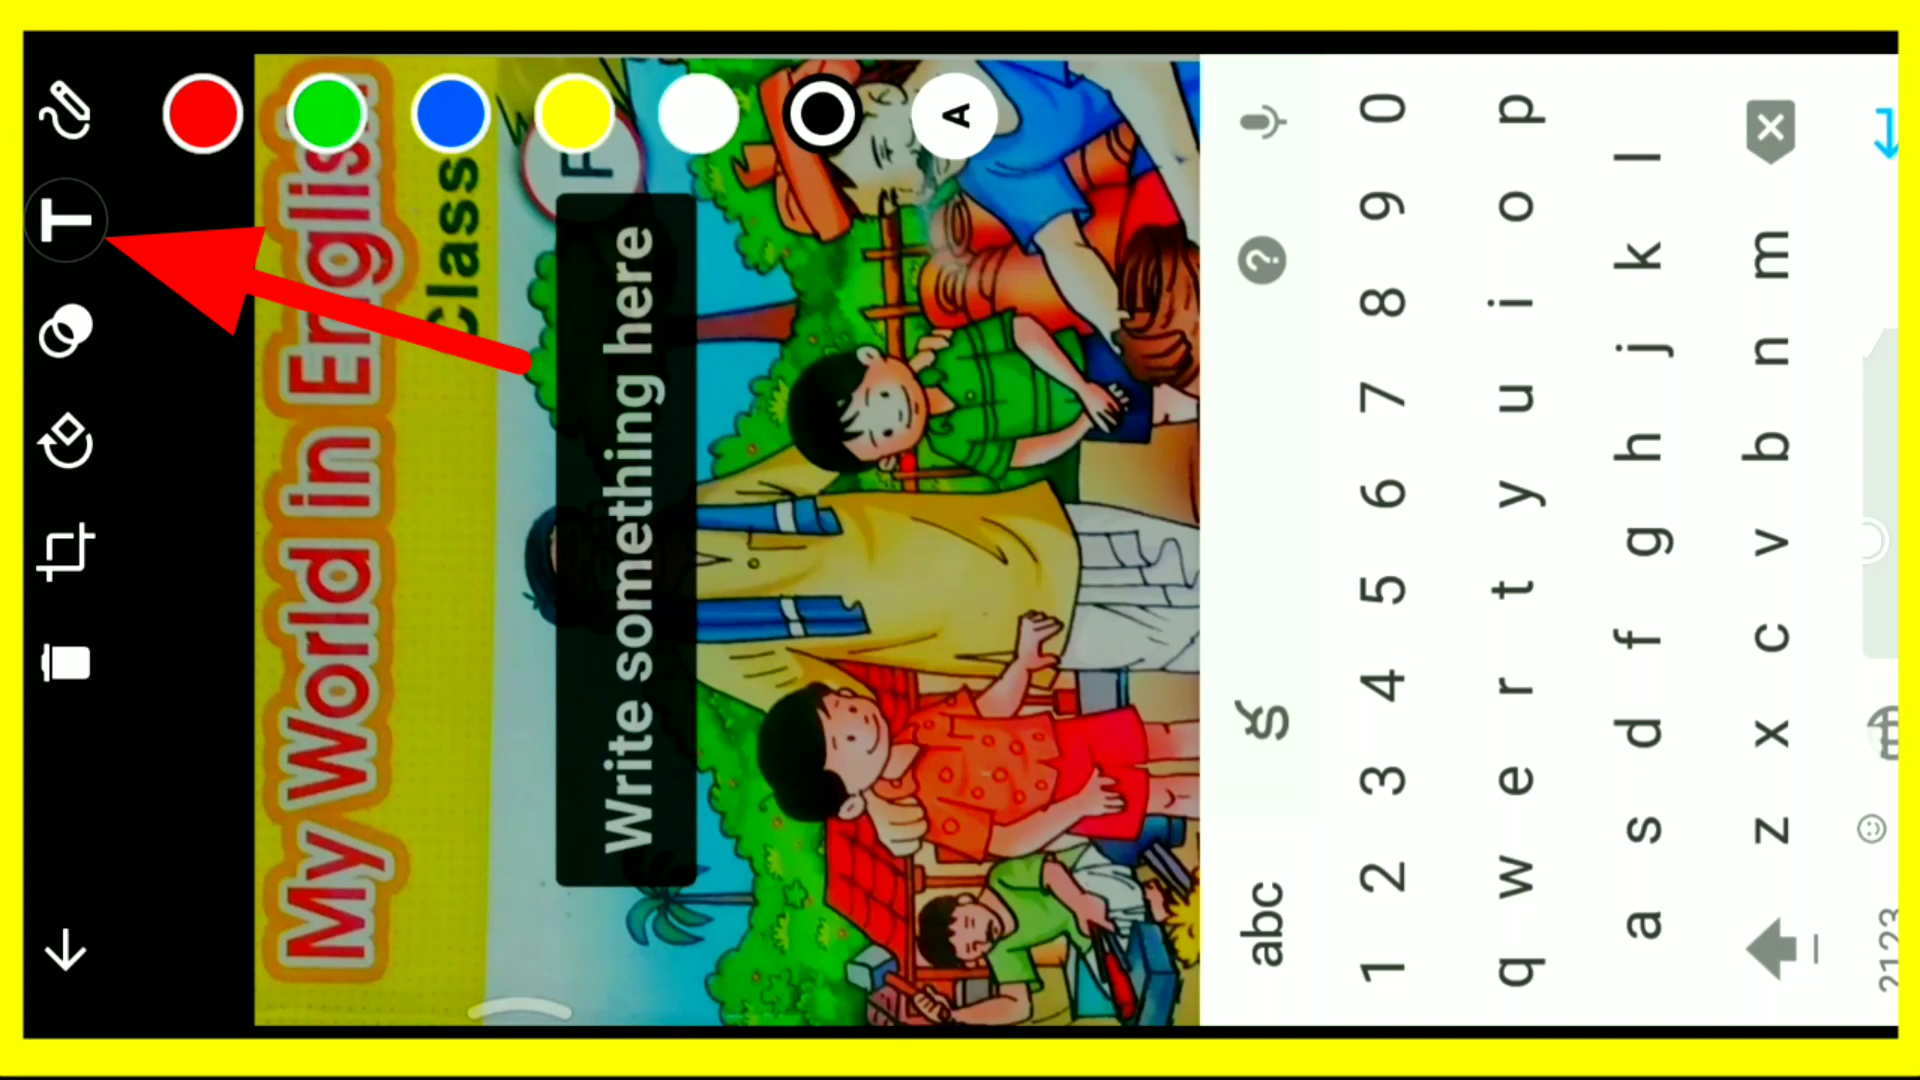 T
A
My World in English
Class
F
Write something here
abc
ક
?
1 2 3 4 5 6 7 8 9 0
q w e r t y u i o p
a s d f g h j k l
z x c v b n m